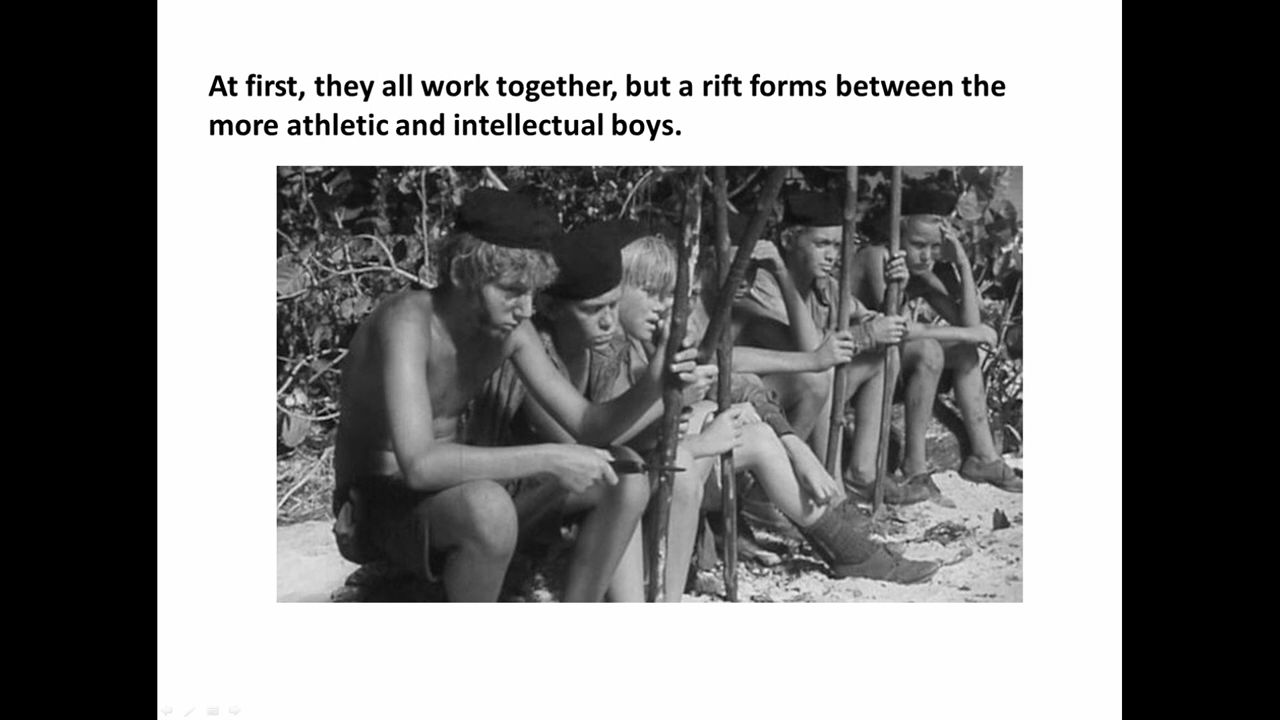 At first, they all work together, but a rift forms between the
more athletic and intellectual boys.